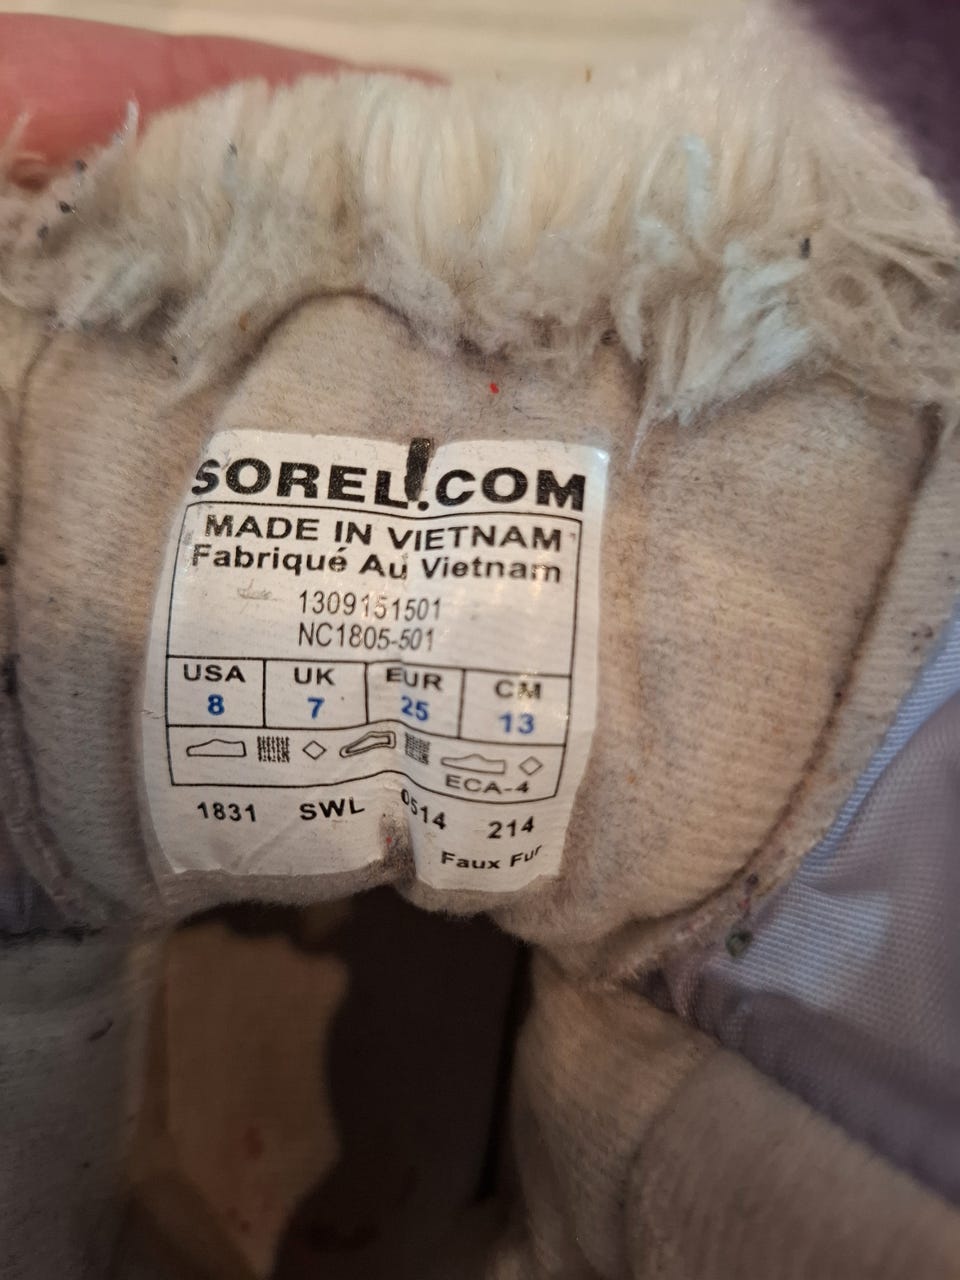 SOREL.COM
MADE IN VIETNAM
Fabriqué Au Vietnam
1309151501
NC1805-501
USA UK EUR CM
8 7 25 13
ECA-4
1831 SWL 0514 214
Faux Fur